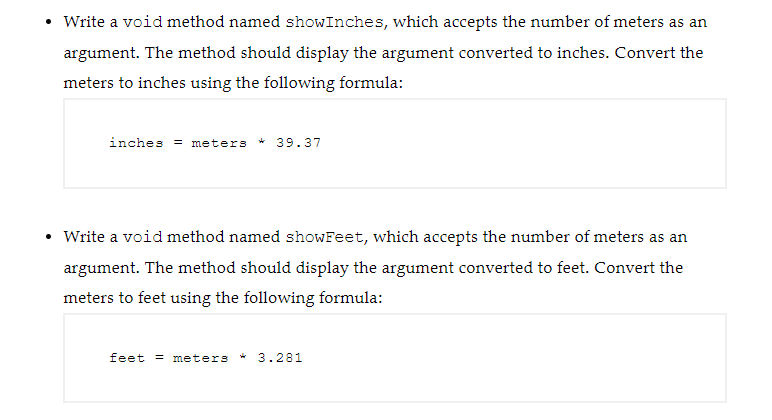 • Write a void method named showInches, which accepts the number of meters as an
argument. The method should display the argument converted to inches. Convert the
meters to inches using the following formula:
inches = meters * 39.37
• Write a void method named showFeet, which accepts the number of meters as an
argument. The method should display the argument converted to feet. Convert the
meters to feet using the following formula:
feet = meters * 3.281